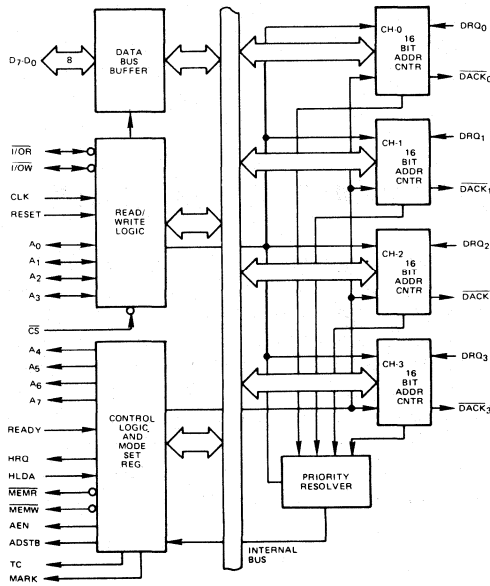 D7-D0
8
DATA
BUS
BUFFER
I/OR
I/OW
CLK
RESET
A0
A1
A2
A3
CS
READ/
WRITE
LOGIC
A4
A5
A6
A7
READY
HRQ
HLDA
MEMR
MEMW
AEN
ADSTB
TC
MARK
CONTROL
LOGIC
AND
MODE
SET
REG.
INTERNAL
BUS
CH-0
16
BIT
ADDR
CNTR
DRQ0
DACK0
CH-1
16
BIT
ADDR
CNTR
DRQ1
DACK1
CH-2
16
BIT
ADDR
CNTR
DRQ2
DACK
CH-3
16
BIT
ADDR
CNTR
DRQ3
DACK3
PRIORITY
RESOLVER